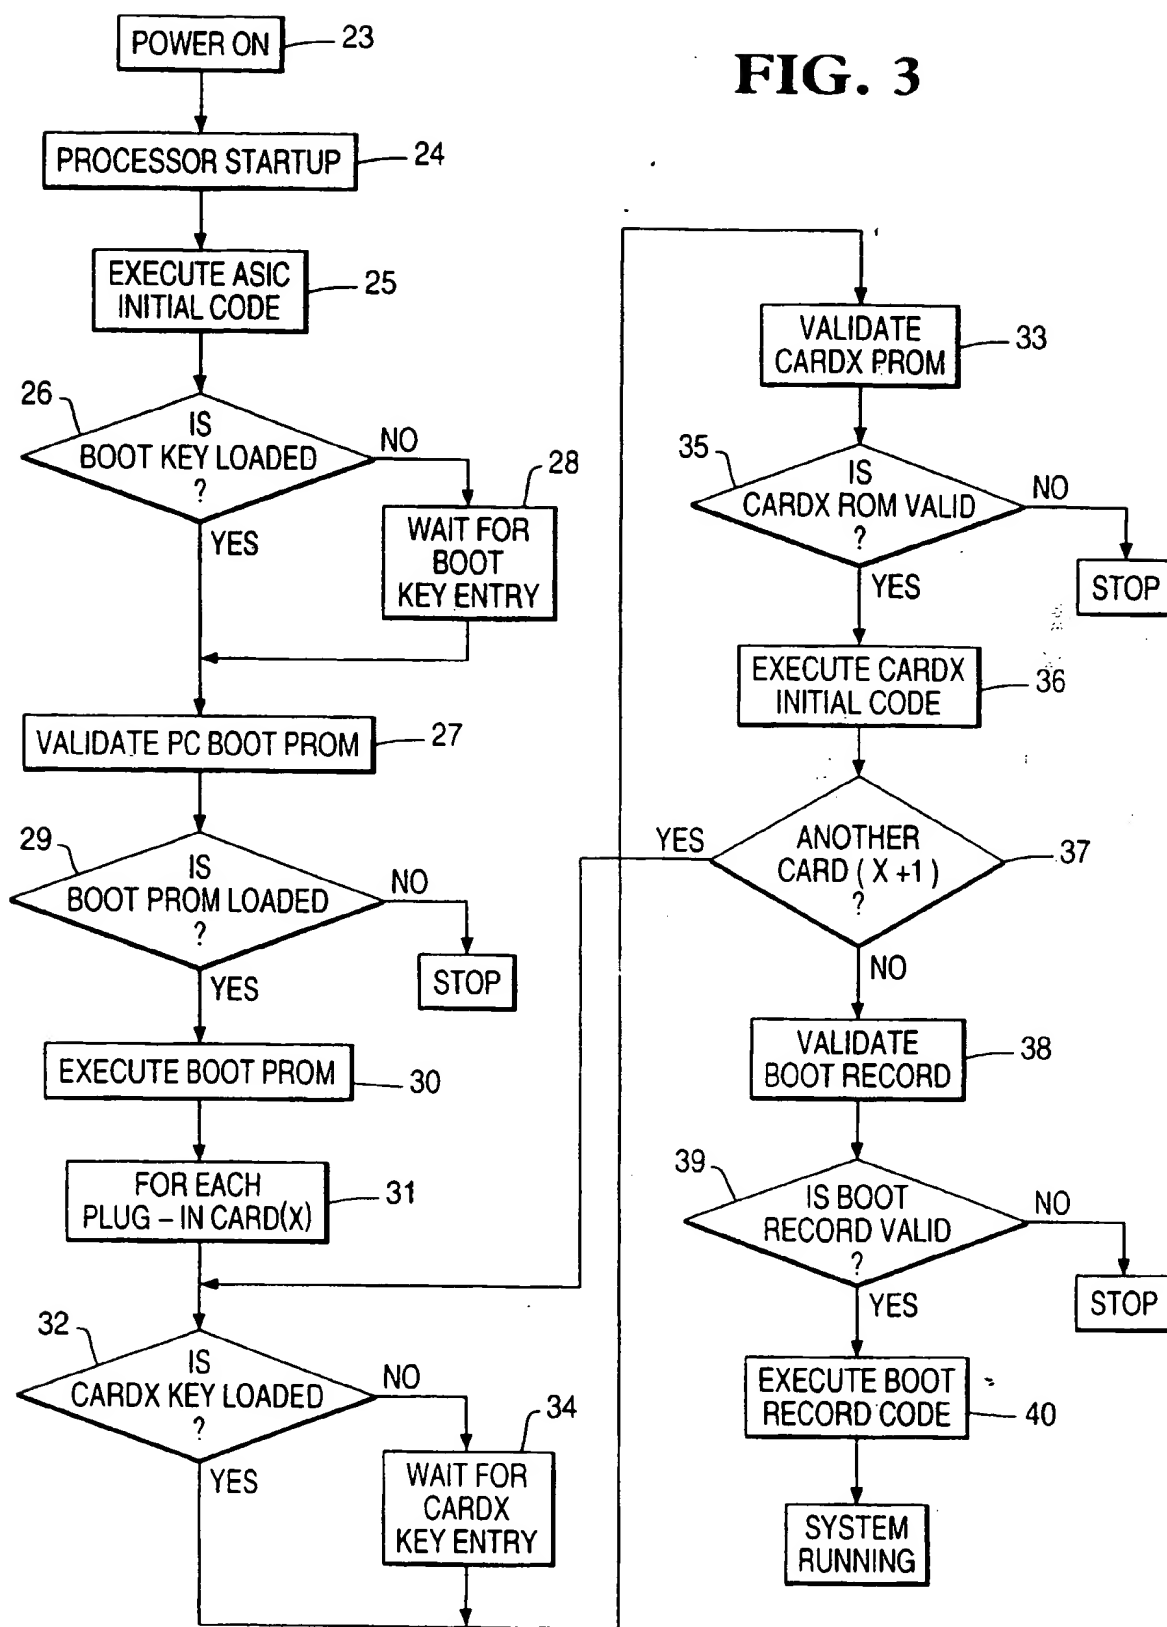 FIG. 3
POWER ON
23
PROCESSOR STARTUP
24
EXECUTE ASIC
INITIAL CODE
25
26
IS
BOOT KEY LOADED
?
NO
YES
28
WAIT FOR
BOOT
KEY ENTRY
VALIDATE PC BOOT PROM
27
29
IS
BOOT PROM LOADED
?
NO
STOP
YES
EXECUTE BOOT PROM
30
FOR EACH
PLUG – IN CARD(X)
31
32
IS
CARDX KEY LOADED
?
NO
YES
34
WAIT FOR
CARDX
KEY ENTRY
VALIDATE
CARDX PROM
33
35
IS
CARDX ROM VALID
?
NO
STOP
YES
EXECUTE CARDX
INITIAL CODE
36
YES
ANOTHER
CARD ( X +1 )
?
37
NO
VALIDATE
BOOT RECORD
38
39
IS BOOT
RECORD VALID
?
NO
STOP
YES
EXECUTE BOOT
RECORD CODE
40
SYSTEM
RUNNING